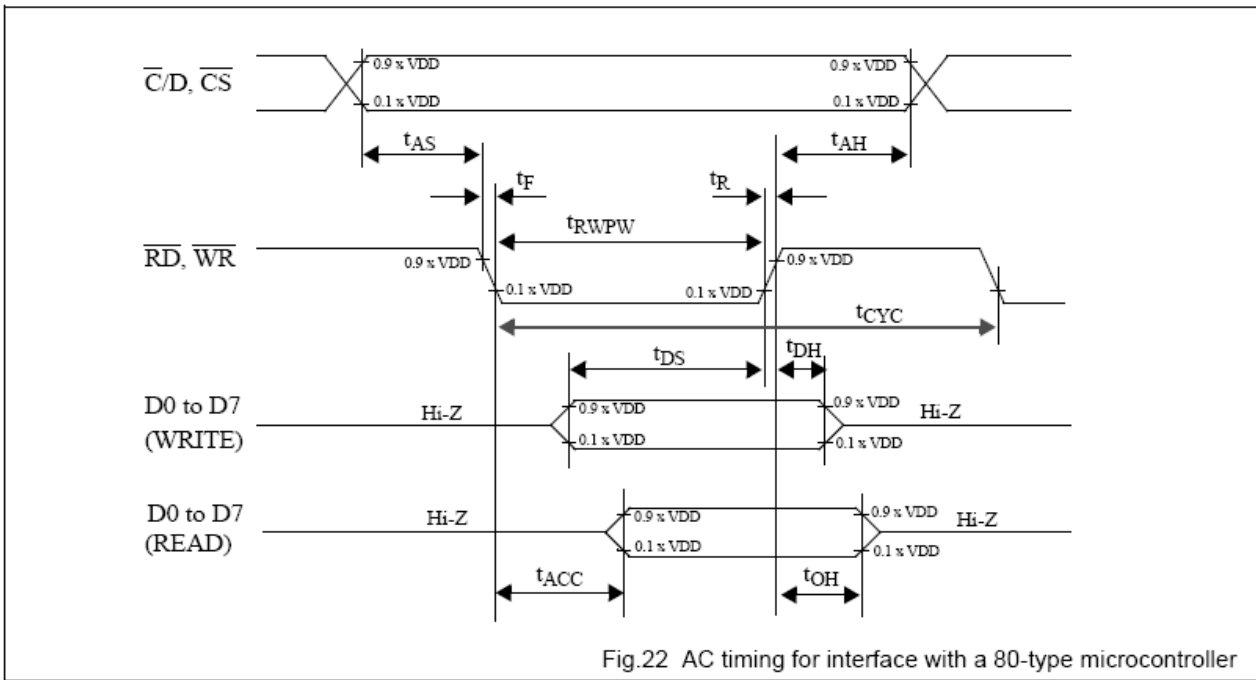 C̅/D, C̅S̅
0.9 x VDD
0.9 x VDD
0.1 x VDD
0.1 x VDD
tAS
tAH
tF
tR
tRWPW
R̅D̅, W̅R̅
0.9 x VDD
0.9 x VDD
0.1 x VDD
0.1 x VDD
tCYC
tDS
tDH
D0 to D7
(WRITE)
Hi-Z
0.9 x VDD
0.9 x VDD
Hi-Z
0.1 x VDD
0.1 x VDD
D0 to D7
(READ)
Hi-Z
0.9 x VDD
0.9 x VDD
Hi-Z
0.1 x VDD
0.1 x VDD
tACC
tOH
Fig.22 AC timing for interface with a 80-type microcontroller